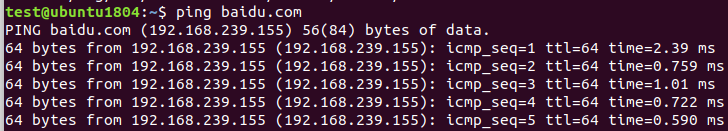 test@ubuntu1804:~$ ping baidu.com
PING baidu.com (192.168.239.155) 56(84) bytes of data.
64 bytes from 192.168.239.155 (192.168.239.155): icmp_seq=1 ttl=64 time=2.39 ms
64 bytes from 192.168.239.155 (192.168.239.155): icmp_seq=2 ttl=64 time=0.759 ms
64 bytes from 192.168.239.155 (192.168.239.155): icmp_seq=3 ttl=64 time=1.01 ms
64 bytes from 192.168.239.155 (192.168.239.155): icmp_seq=4 ttl=64 time=0.722 ms
64 bytes from 192.168.239.155 (192.168.239.155): icmp_seq=5 ttl=64 time=0.590 ms